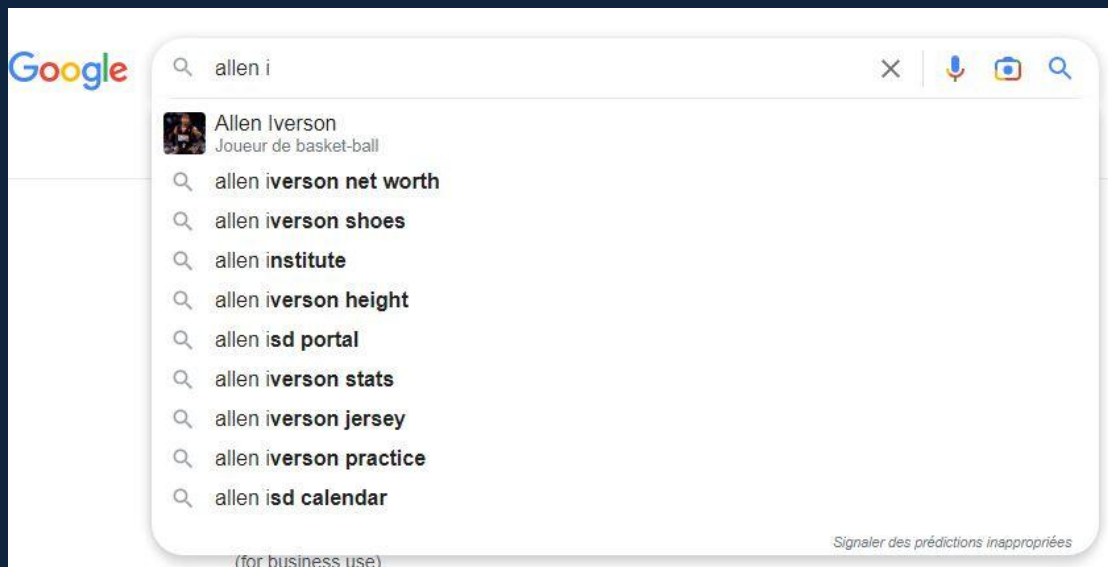 Google
allen i
Allen Iverson
Joueur de basket-ball
allen iverson net worth
allen iverson shoes
allen institute
allen iverson height
allen isd portal
allen iverson stats
allen iverson jersey
allen iverson practice
allen isd calendar
Signaler des prédictions inappropriées
(for business use)